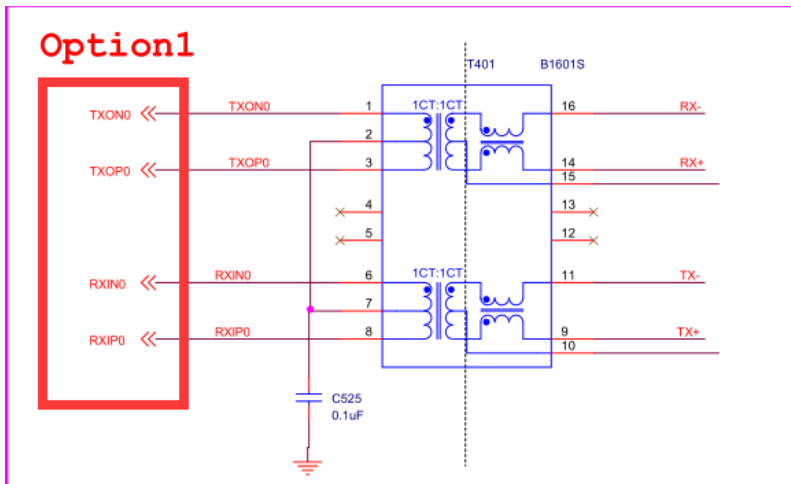 Option1
T401 B1601S
TXON0 TXON0 1 1CT:1CT 16 RX-
2
TXOP0 TXOP0 3 14 RX+
15
4 13
5 12
RXIN0 RXIN0 6 1CT:1CT 11 TX-
7
RXIP0 RXIP0 8 9 TX+
10
C525
0.1uF